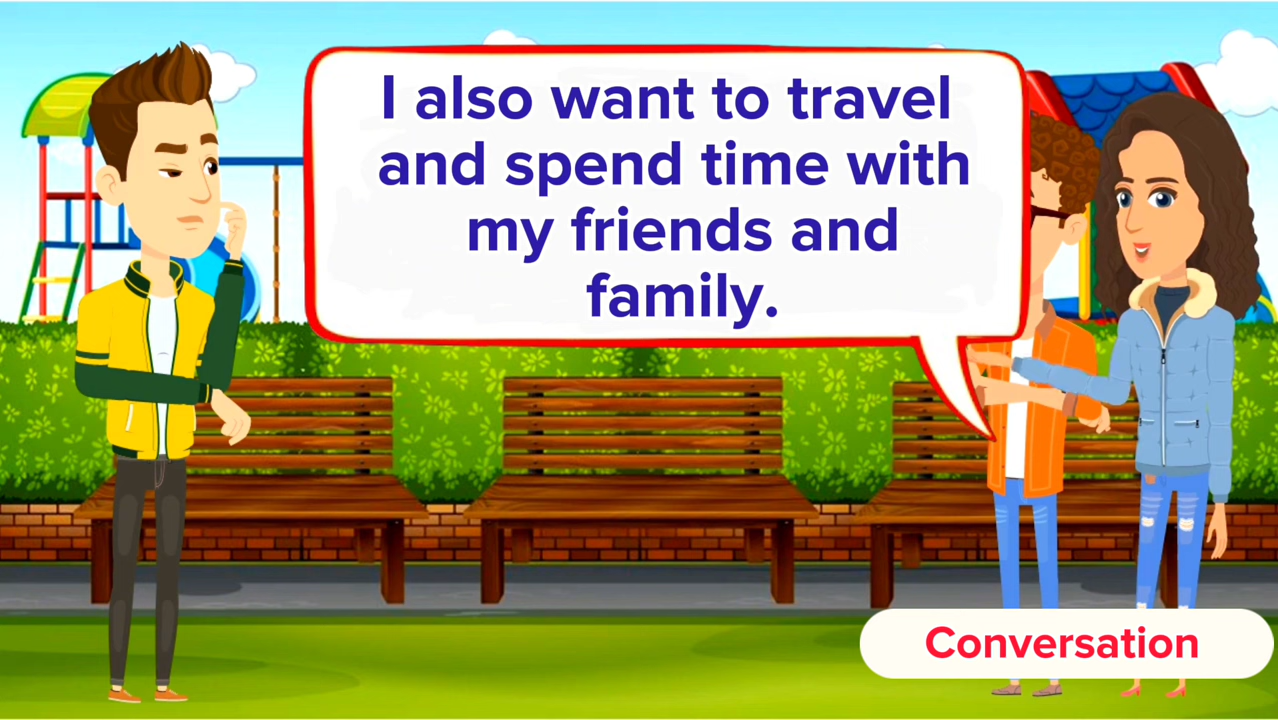 I also want to travel
and spend time with
my friends and
family.
Conversation